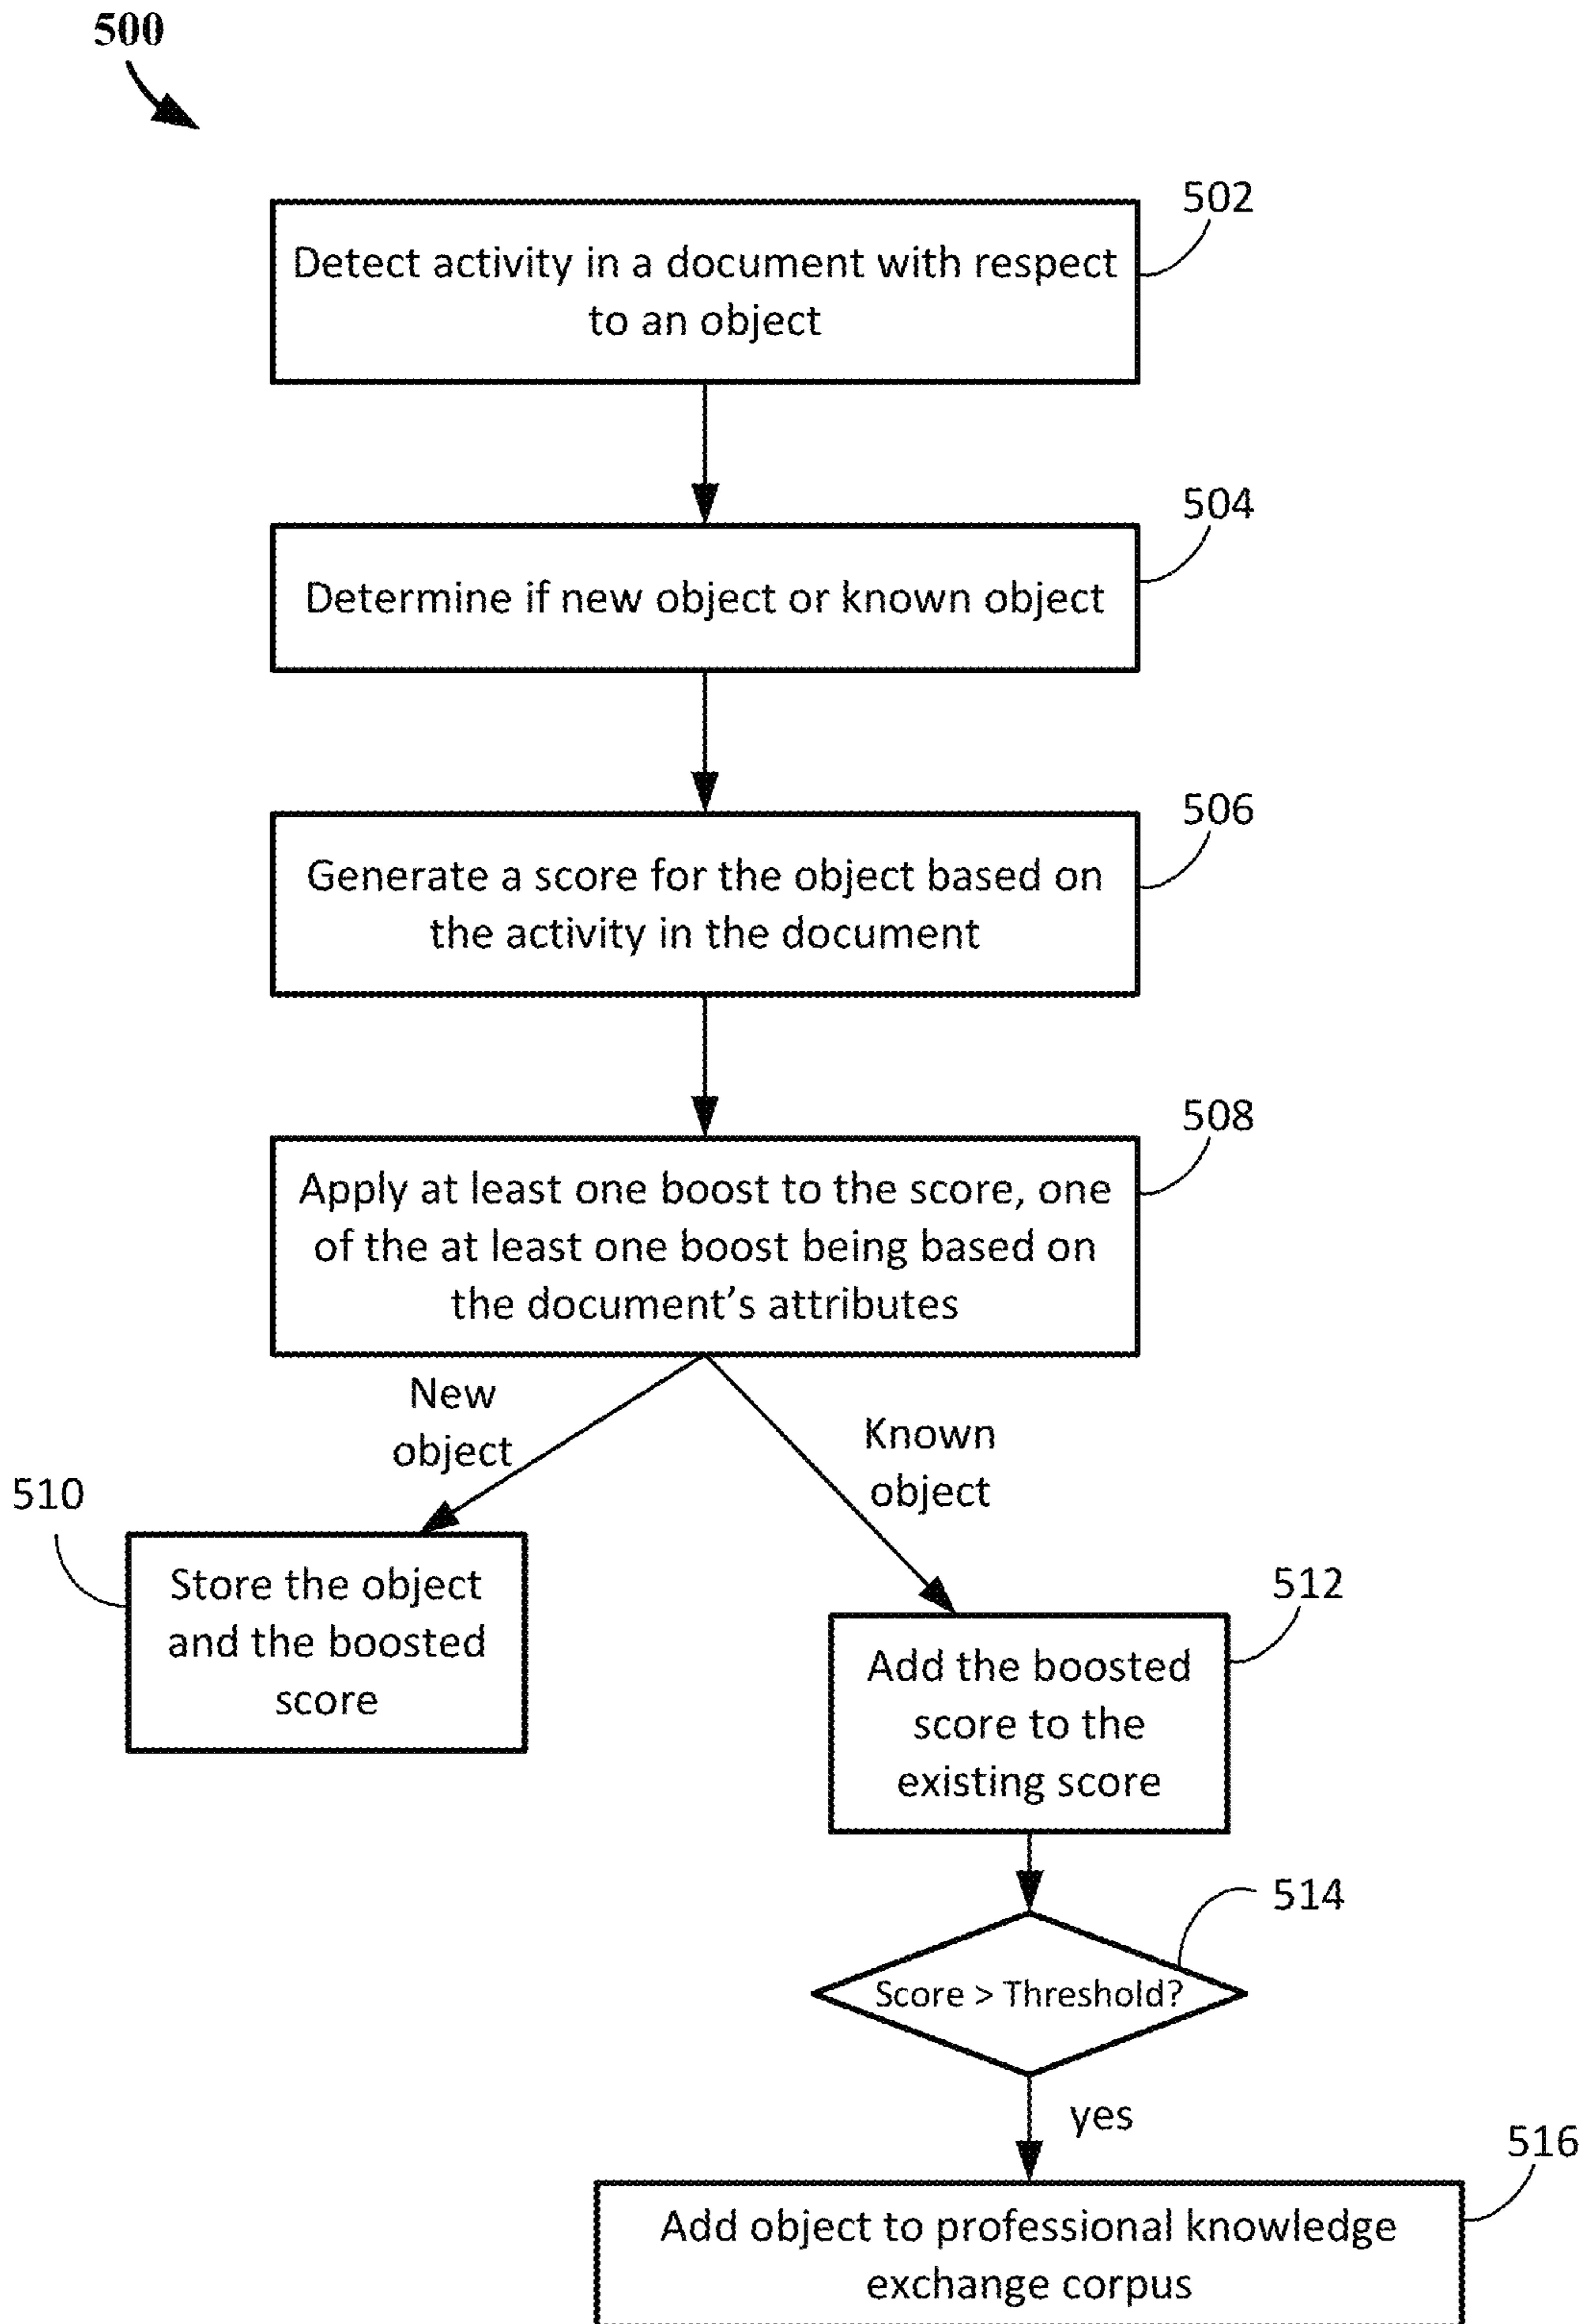 500
502
Detect activity in a document with respect
to an object
504
Determine if new object or known object
506
Generate a score for the object based on
the activity in the document
508
Apply at least one boost to the score, one
of the at least one boost being based on
the document's attributes
New
object
Known
object
510
Store the object
and the boosted
score
512
Add the boosted
score to the
existing score
514
Score > Threshold?
yes
516
Add object to professional knowledge
exchange corpus